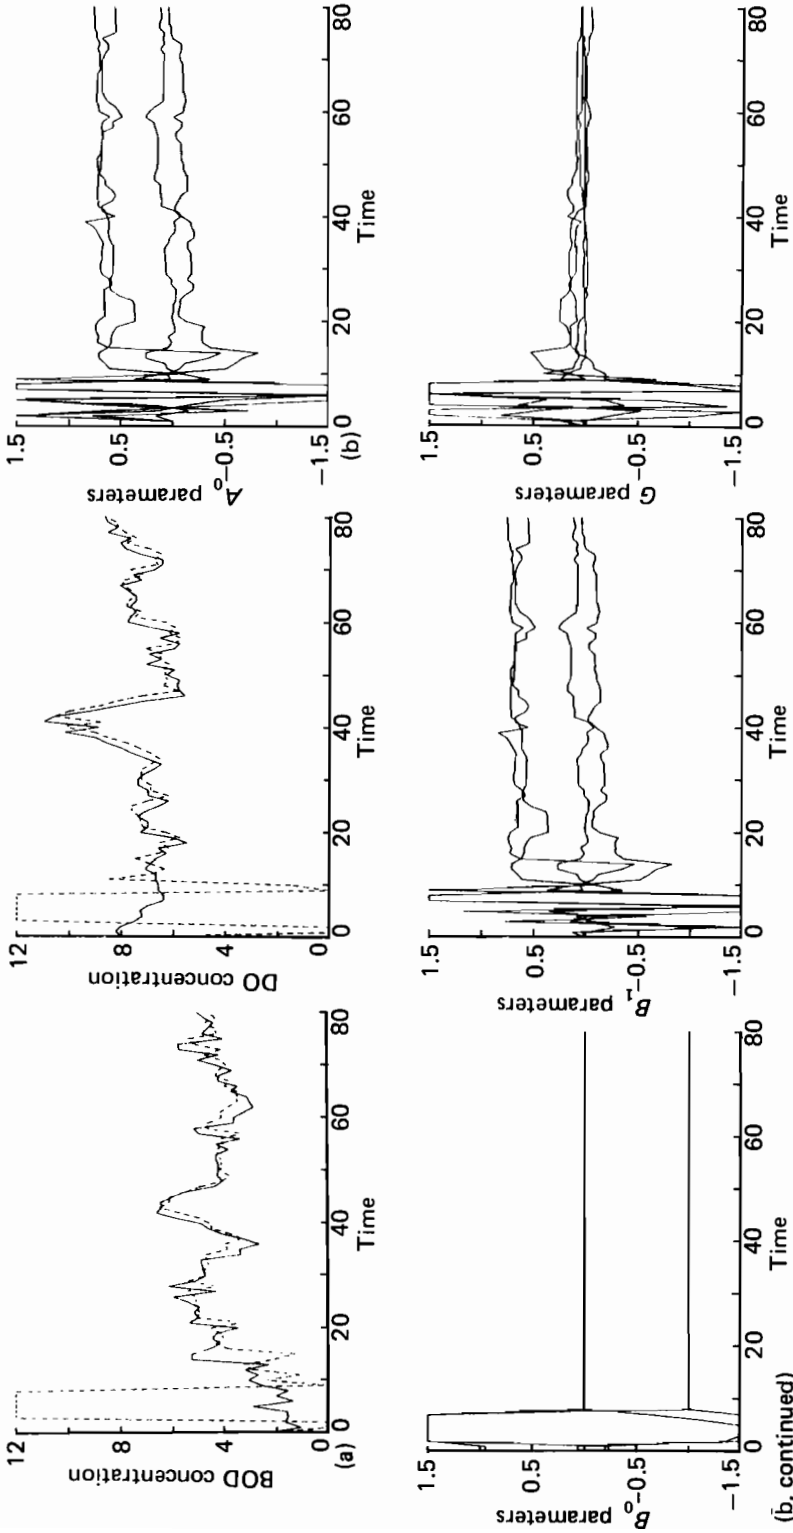 12
8
4
0
BOD concentration
0 20 40 60 80
Time
(a)
12
8
4
0
DO concentration
0 20 40 60 80
Time
1.5
0.5
−0.5
−1.5
A₀ parameters
0 20 40 60 80
Time
(b)
1.5
0.5
−0.5
−1.5
B₀ parameters
0 20 40 60 80
Time
(b. continued)
1.5
0.5
−0.5
−1.5
B₁ parameters
0 20 40 60 80
Time
1.5
0.5
−0.5
−1.5
G parameters
0 20 40 60 80
Time